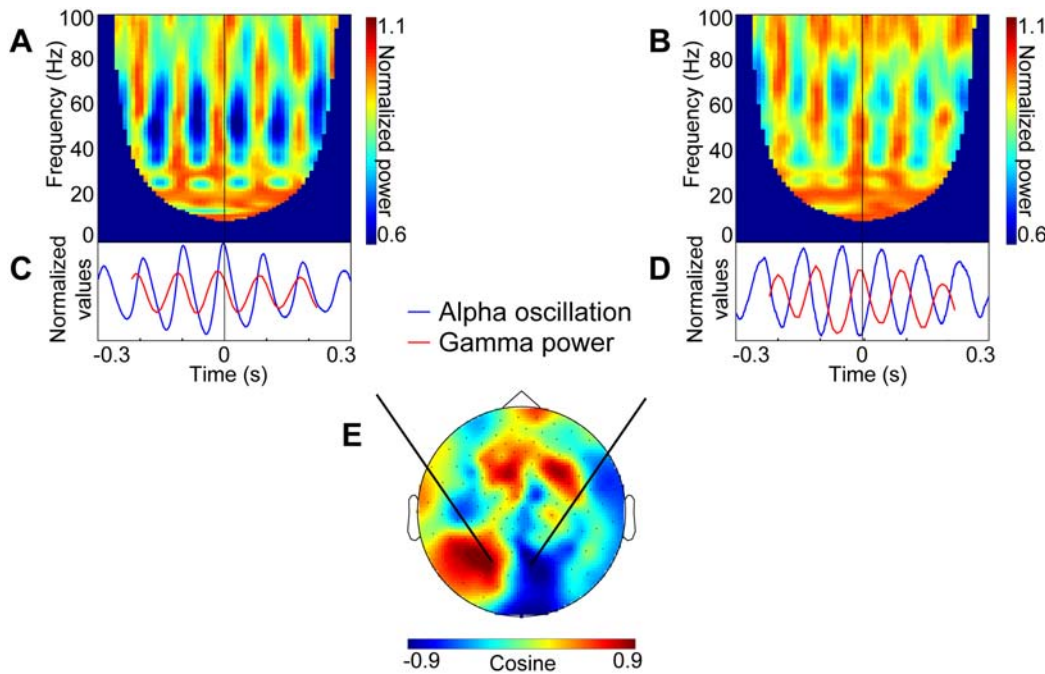 A
Frequency (Hz)
100
80
60
40
20
0
1.1
Normalized power
0.6
B
Frequency (Hz)
100
80
60
40
20
0
1.1
Normalized power
0.6
C
Normalized
values
-0.3
0
0.3
Time (s)
Alpha oscillation
Gamma power
D
Normalized
values
-0.3
0
0.3
Time (s)
E
-0.9
Cosine
0.9